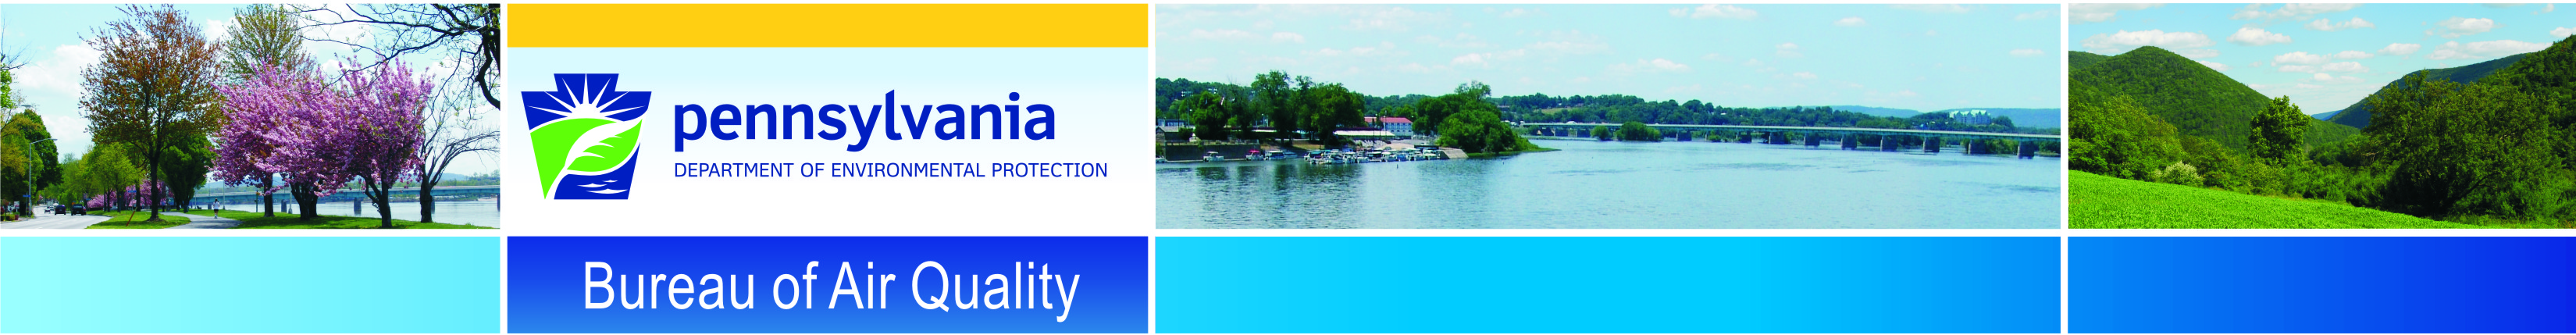 pennsylvania
DEPARTMENT OF ENVIRONMENTAL PROTECTION
Bureau of Air Quality